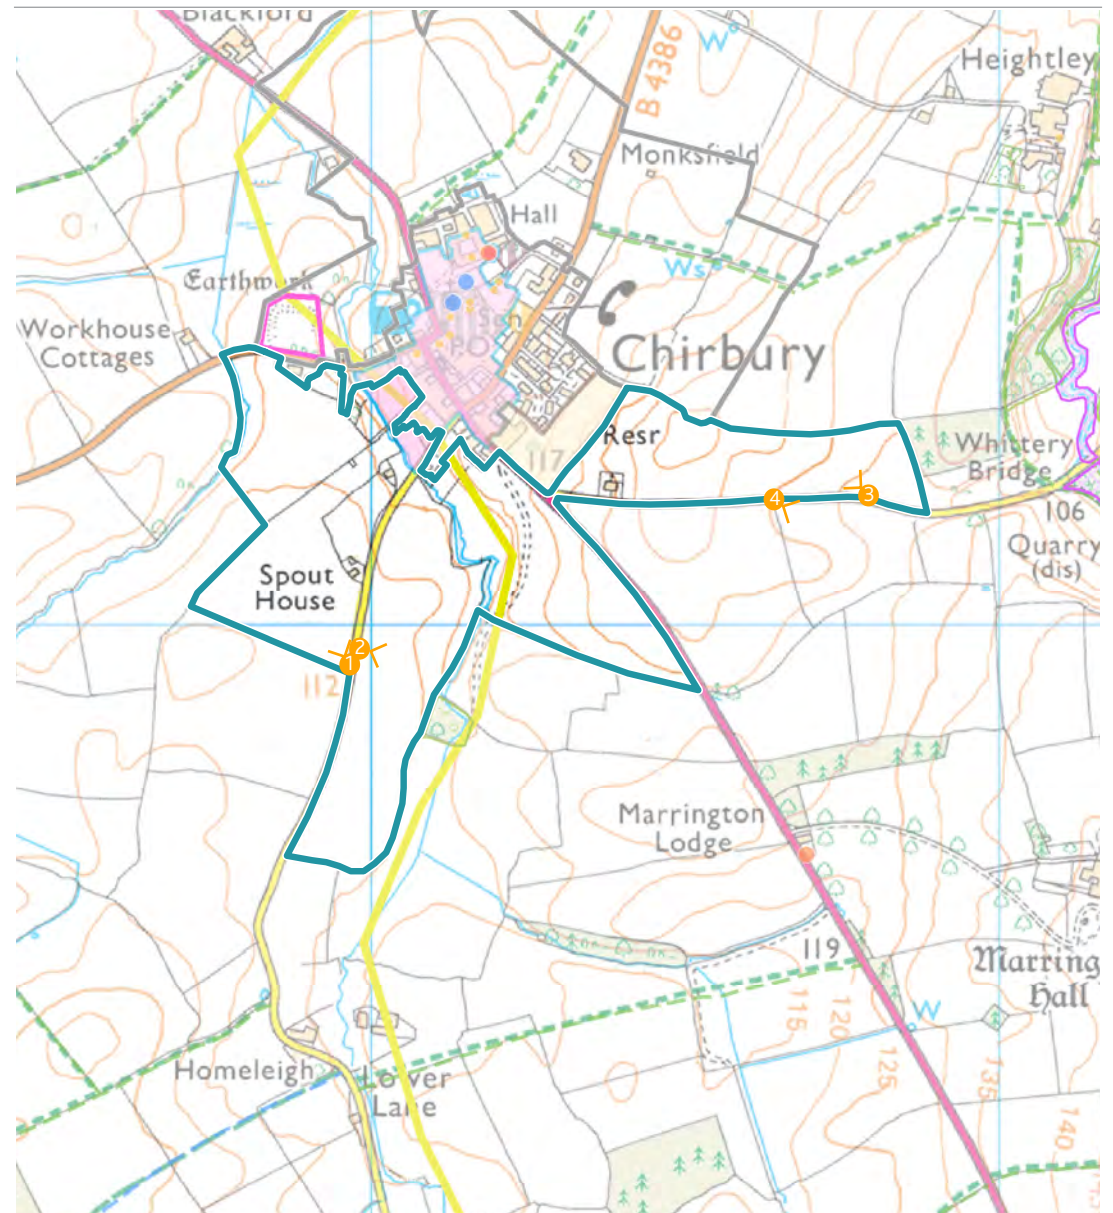 Blackford
B 4386
W
Heightley
Monksfield
Hall
Ws
Earthwork
Workhouse
Cottages
Sch
PO
Chirbury
Resr
117
Whittery
Bridge
4
3
106
Quarry
(dis)
Spout
House
2
1
112
Marrington
Lodge
119
Marring
Hall
115
120
W
125
135
Homeleigh
Lower
Lane
140